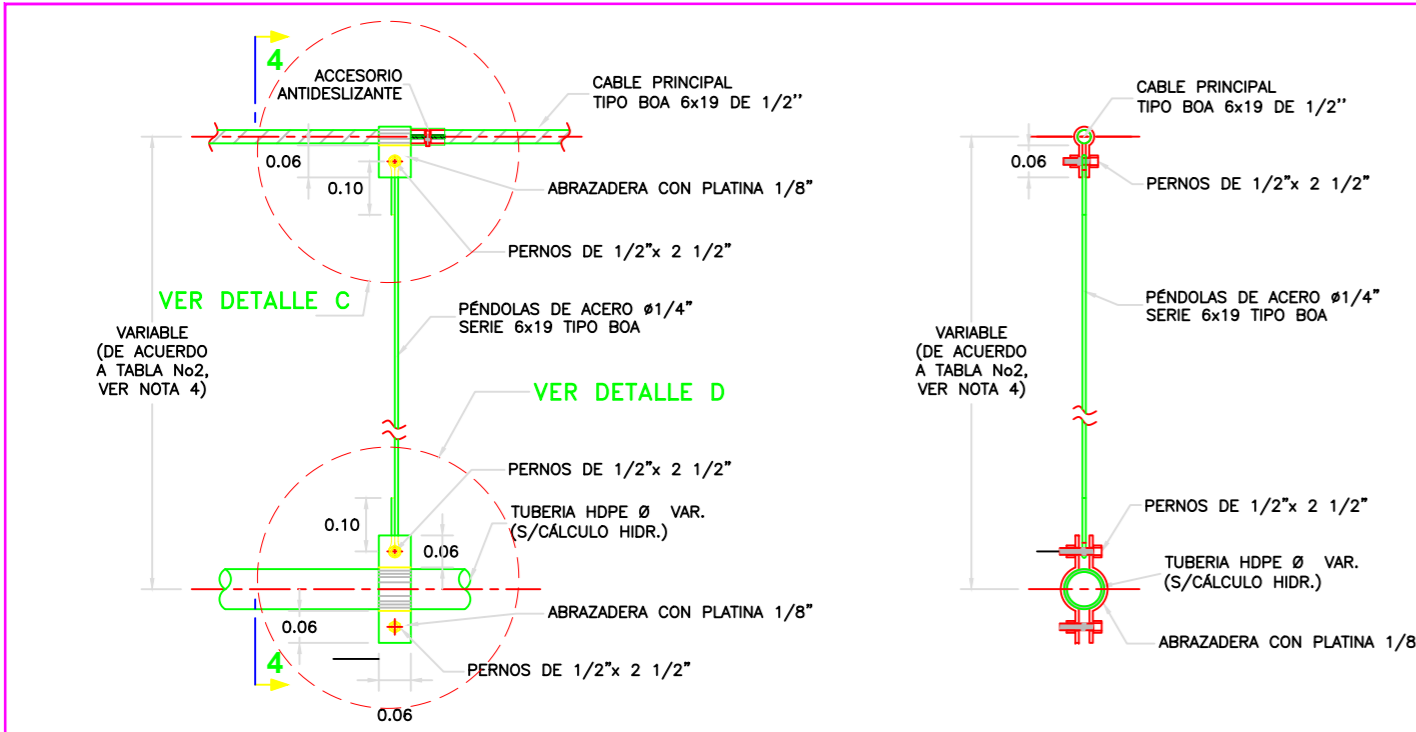 4
ACCESORIO
ANTIDESLIZANTE
CABLE PRINCIPAL
TIPO BOA 6x19 DE 1/2''
0.06
0.10
ABRAZADERA CON PLATINA 1/8"
PERNOS DE 1/2"x 2 1/2"
VER DETALLE C
PÉNDOLAS DE ACERO ø1/4"
SERIE 6x19 TIPO BOA
VARIABLE
(DE ACUERDO
A TABLA No2,
VER NOTA 4)
VER DETALLE D
PERNOS DE 1/2"x 2 1/2"
0.10
TUBERIA HDPE Ø VAR.
(S/CÁLCULO HIDR.)
0.06
0.06
ABRAZADERA CON PLATINA 1/8"
4
PERNOS DE 1/2"x 2 1/2"
0.06
CABLE PRINCIPAL
TIPO BOA 6x19 DE 1/2''
0.06
PERNOS DE 1/2"x 2 1/2"
PÉNDOLAS DE ACERO ø1/4"
SERIE 6x19 TIPO BOA
VARIABLE
(DE ACUERDO
A TABLA No2,
VER NOTA 4)
PERNOS DE 1/2"x 2 1/2"
TUBERIA HDPE Ø VAR.
(S/CÁLCULO HIDR.)
ABRAZADERA CON PLATINA 1/8